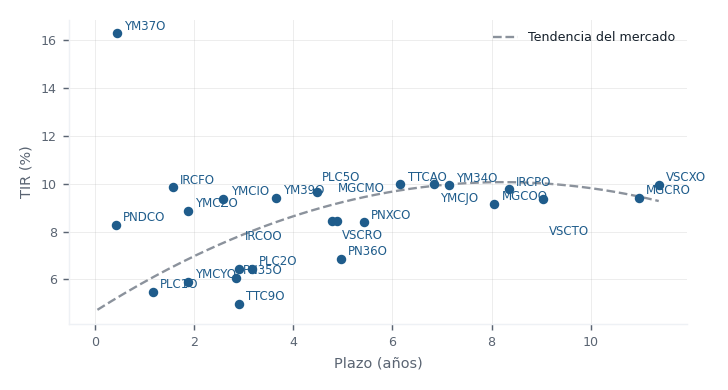 YM37O
Tendencia del mercado
16
14
12
10
8
6
TIR (%)
IRCFO
YMCIO
YM39O
PLC5O
MGCMO
TTCAO
YM34O
IRCPO
VSCXO
MGCRO
PNDCO
YMCZO
IRCOO
VSCRO
PNXCO
YMCJO
MGCOO
VSCTO
PN36O
PLC2O
PN35O
YMCYO
PLC1O
TTC9O
0
2
4
6
8
10
Plazo (años)